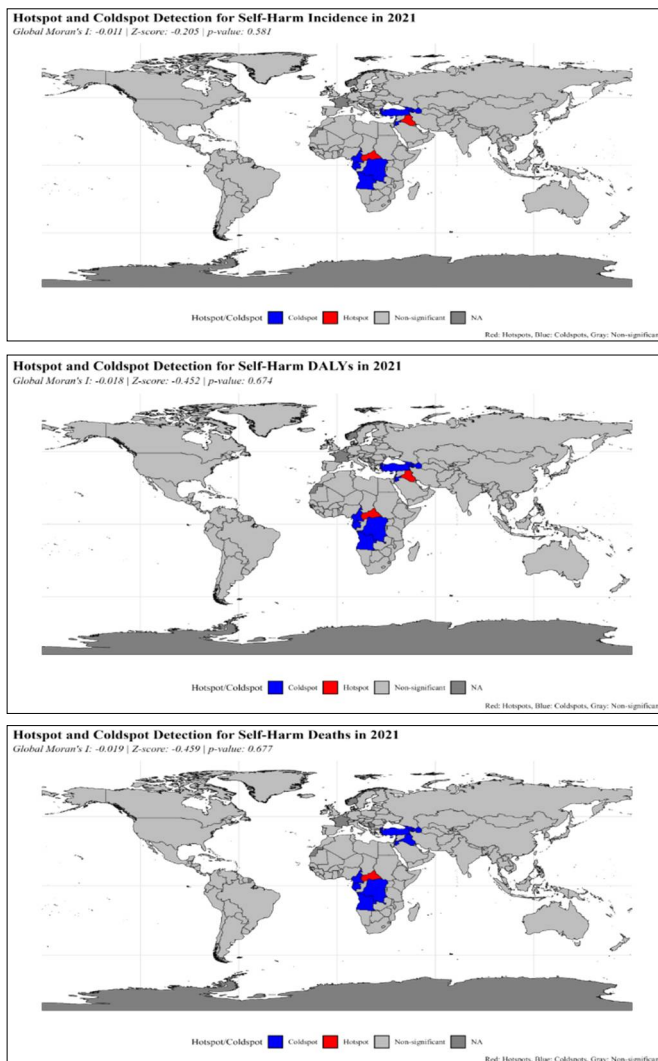 Hotspot and Coldspot Detection for Self-Harm Incidence in 2021
Global Moran's I: -0.011 | Z-score: -0.205 | p-value: 0.581
Hotspot/Coldspot Coldspot Hotspot Non-significant NA
Red: Hotspots, Blue: Coldspots, Gray: Non-significan
Hotspot and Coldspot Detection for Self-Harm DALYs in 2021
Global Moran's I: -0.018 | Z-score: -0.452 | p-value: 0.674
Hotspot/Coldspot Coldspot Hotspot Non-significant NA
Red: Hotspots, Blue: Coldspots, Gray: Non-significan
Hotspot and Coldspot Detection for Self-Harm Deaths in 2021
Global Moran's I: -0.019 | Z-score: -0.459 | p-value: 0.677
Hotspot/Coldspot Coldspot Hotspot Non-significant NA
Red: Hotspots, Blue: Coldspots, Gray: Non-significan